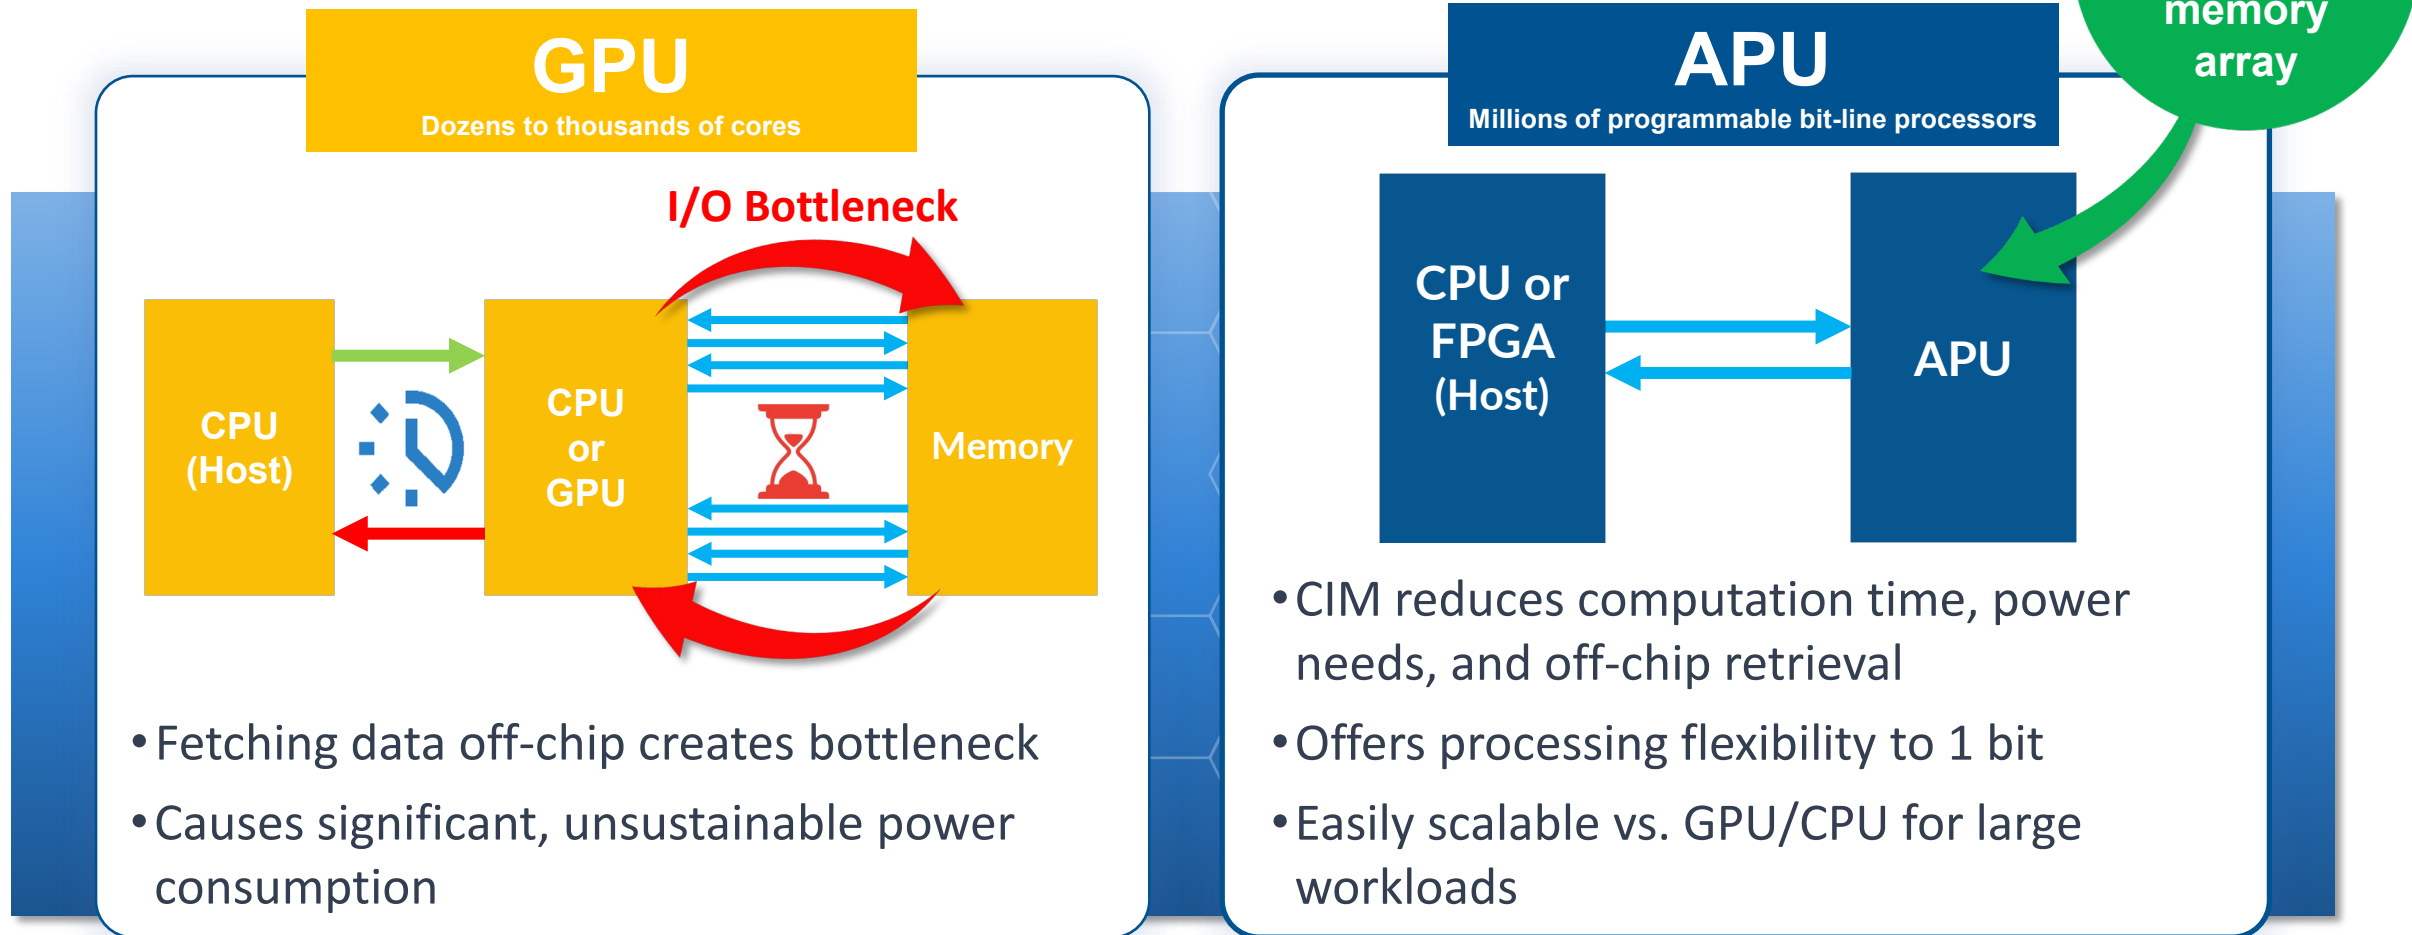 GPU
Dozens to thousands of cores
I/O Bottleneck
CPU
(Host)
CPU
or
GPU
Memory
• Fetching data off-chip creates bottleneck
• Causes significant, unsustainable power
consumption
APU
Millions of programmable bit-line processors
memory
array
CPU or
FPGA
(Host)
APU
• CIM reduces computation time, power
needs, and off-chip retrieval
• Offers processing flexibility to 1 bit
• Easily scalable vs. GPU/CPU for large
workloads